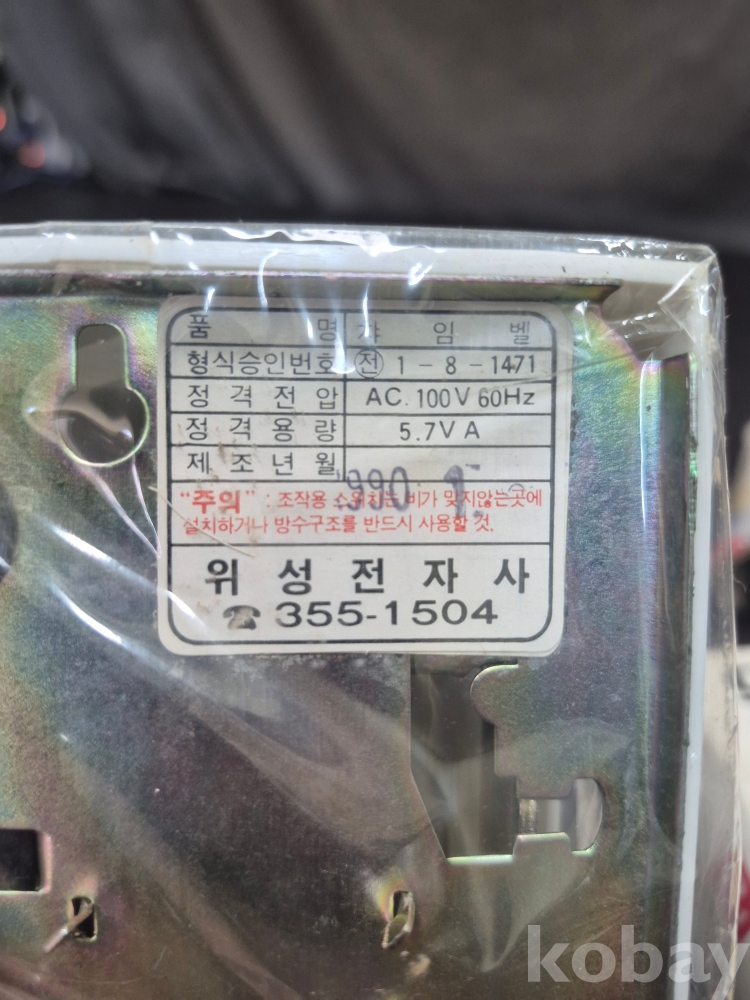 품 명 챠 임 벨
형식승인번호 전 1-8-1471
정격전압 AC. 100V 60Hz
정격용량 5.7VA
제조년월 990
"주의" : 조작용 스위치는 비가 맞지않는곳에
설치하거나 방수구조를 반드시 사용할 것.
위성전자사
☎355-1504
kobay